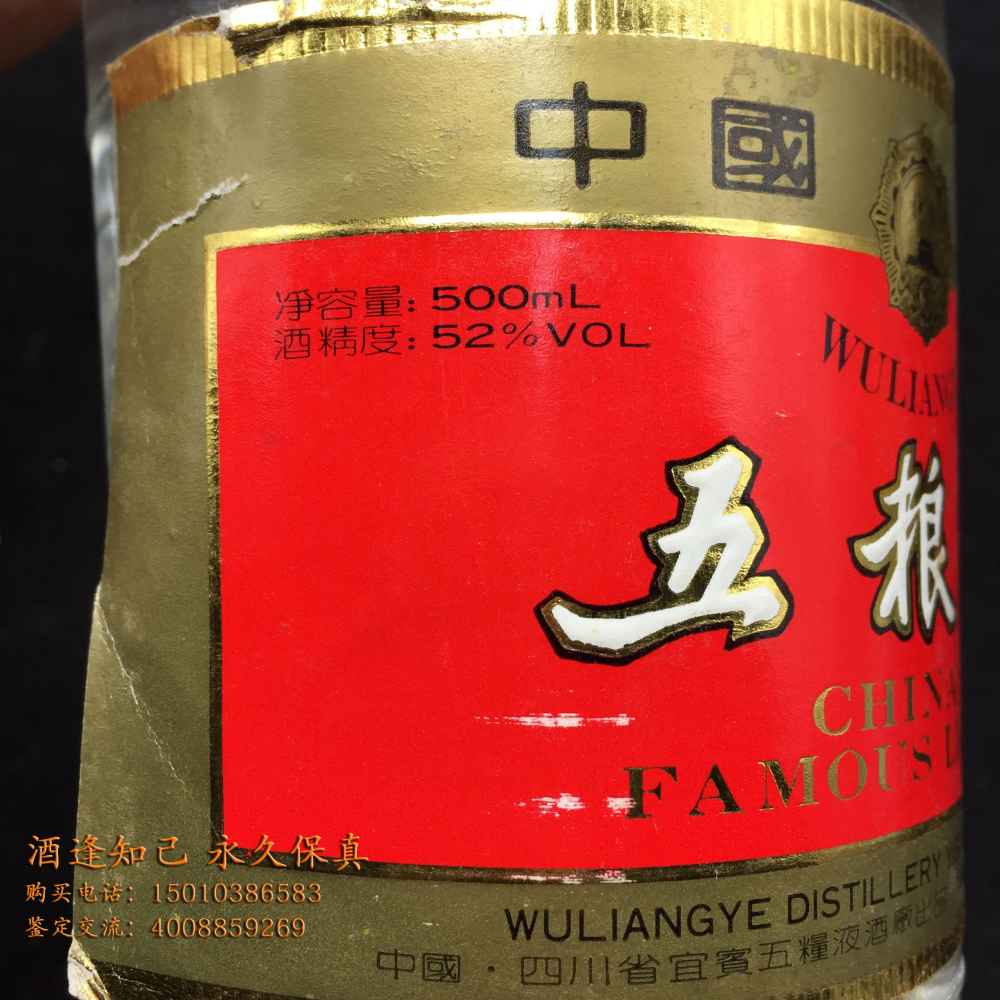 中國
净容量: 500mL
酒精度: 52%VOL
五粮
CHINA
FAMOUS
WULIANGYE DISTILLERY
中國·四川省宜賓五糧液酒廠出品
酒逢知己 永久保真
购买电话: 15010386583
鉴定交流: 4008859269